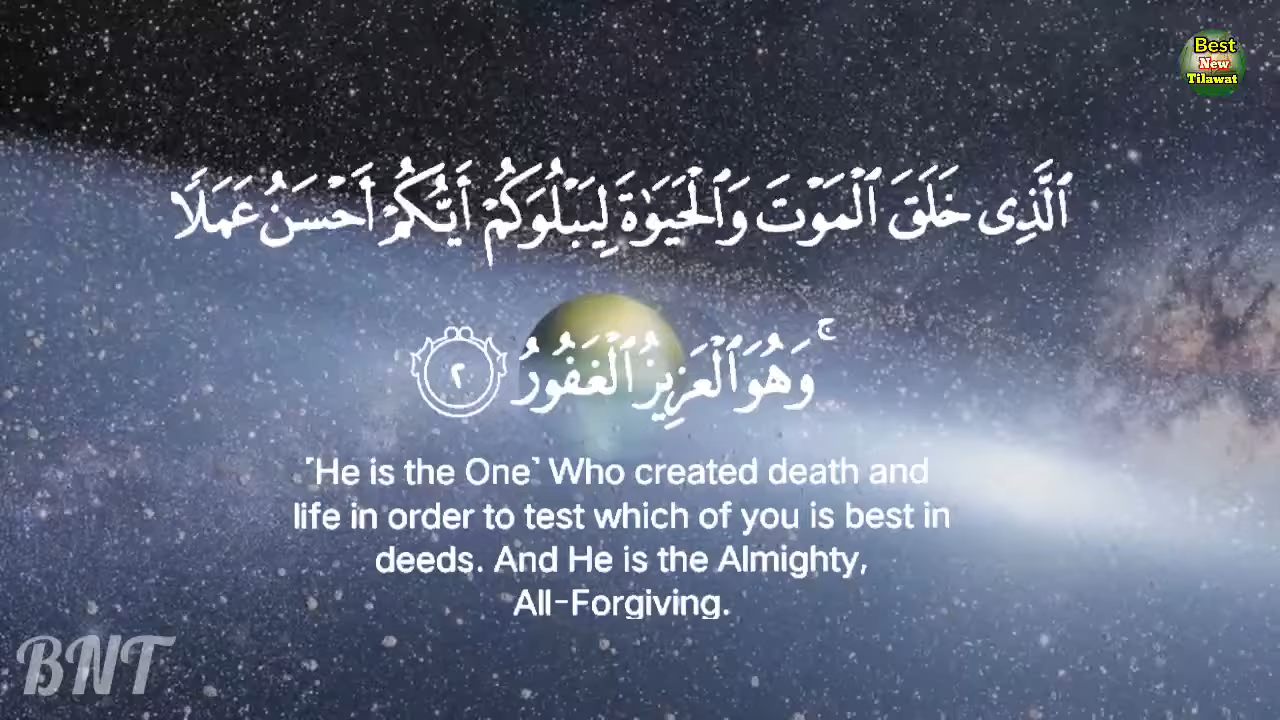 Best
New
Tilawat
ٱلَّذِى خَلَقَ ٱلْمَوْتَ وَٱلْحَيَوٰةَ لِيَبْلُوَكُمْ أَيُّكُمْ أَحْسَنُ عَمَلًا
ۚ وَهُوَ ٱلْعَزِيزُ ٱلْغَفُورُ ٢
˹He is the One˺ Who created death and
life in order to test which of you is best in
deeds. And He is the Almighty,
All-Forgiving.
BNT